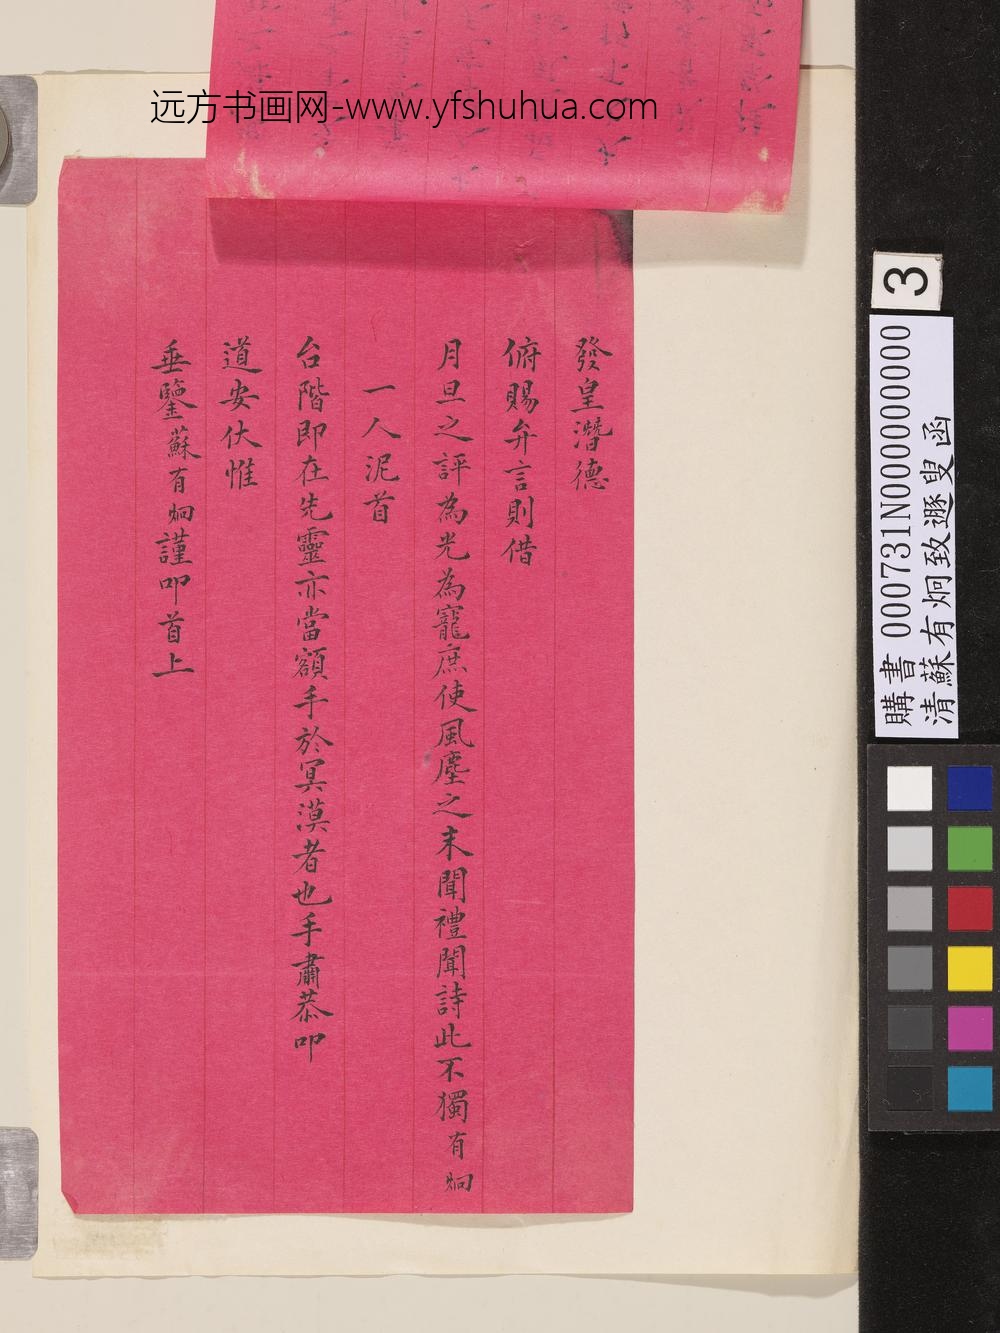 远方书画网-www.yfshuhua.com
發皇潛德
俯賜弁言則借
月旦之評為光為寵庶使風塵之末聞禮聞詩此不獨有炯
一人泥首
台階即在先靈亦當額手於冥漠者也手肅恭叩
道安伏惟
垂鑒蘇有炯謹叩首上
3
購書 000731N000000000
清蘇有炯致遯叟函